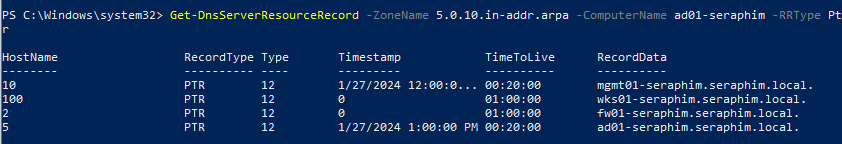 PS C:\Windows\system32> Get-DnsServerResourceRecord -ZoneName 5.0.10.in-addr.arpa -ComputerName ad01-seraphim -RRType Pt
r
HostName RecordType Type Timestamp TimeToLive RecordData
-------- ---------- ---- --------- ---------- ----------
10 PTR 12 1/27/2024 12:00:0... 00:20:00 mgmt01-seraphim.seraphim.local.
100 PTR 12 0 01:00:00 wks01-seraphim.seraphim.local.
2 PTR 12 0 01:00:00 fw01-seraphim.seraphim.local.
5 PTR 12 1/27/2024 1:00:00 PM 00:20:00 ad01-seraphim.seraphim.local.